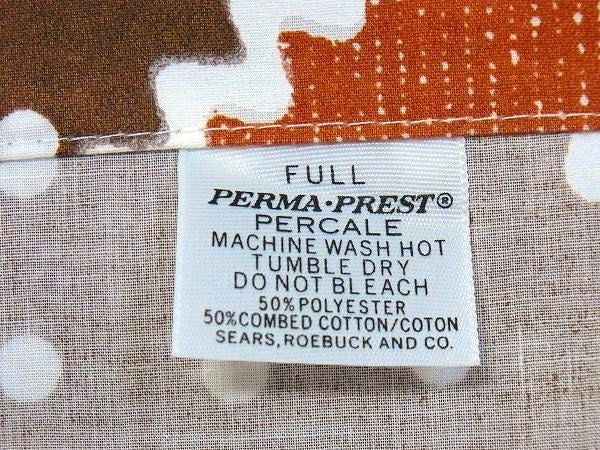 FULL
PERMA·PREST®
PERCALE
MACHINE WASH HOT
TUMBLE DRY
DO NOT BLEACH
50% POLYESTER
50% COMBED COTTON/COTON
SEARS, ROEBUCK AND CO.